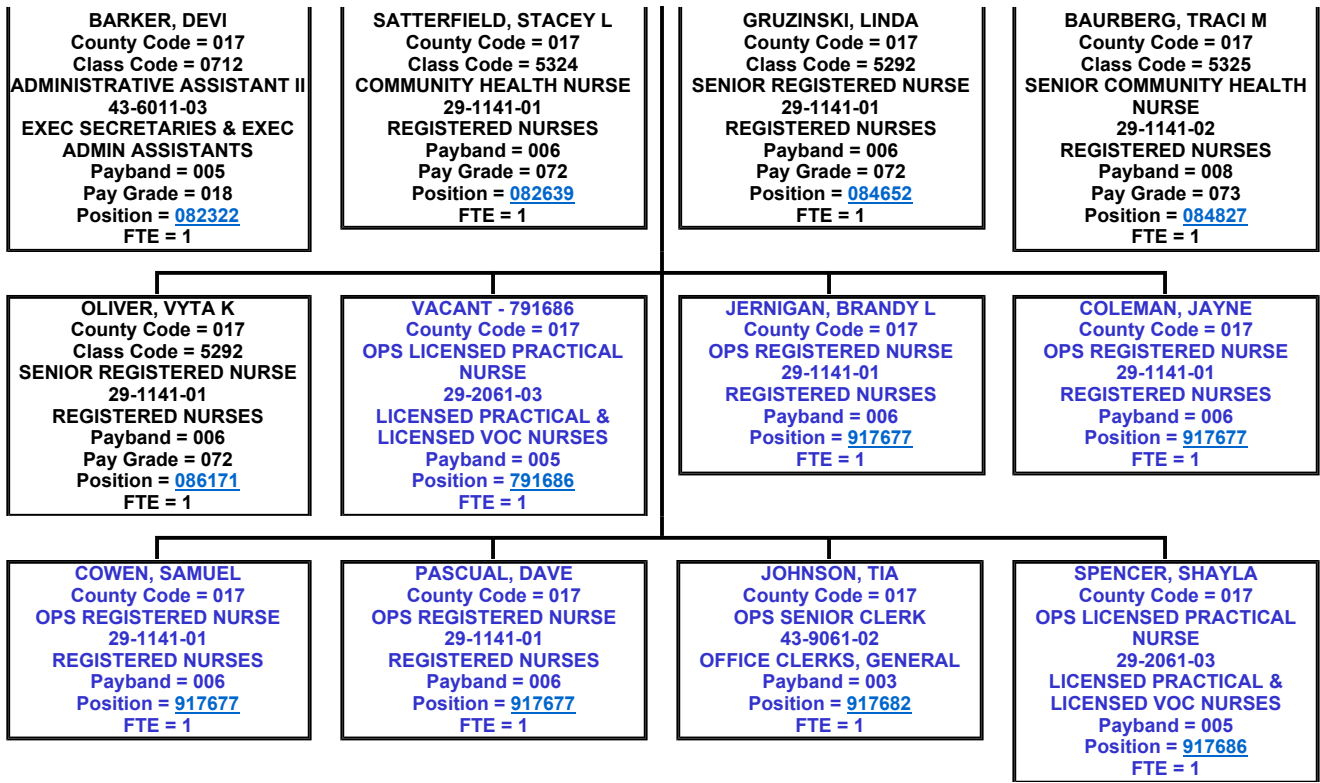 BARKER, DEVI
County Code = 017
Class Code = 0712
ADMINISTRATIVE ASSISTANT II
43-6011-03
EXEC SECRETARIES & EXEC
ADMIN ASSISTANTS
Payband = 005
Pay Grade = 018
Position = 082322
FTE = 1
SATTERFIELD, STACEY L
County Code = 017
Class Code = 5324
COMMUNITY HEALTH NURSE
29-1141-01
REGISTERED NURSES
Payband = 006
Pay Grade = 072
Position = 082639
FTE = 1
GRUZINSKI, LINDA
County Code = 017
Class Code = 5292
SENIOR REGISTERED NURSE
29-1141-01
REGISTERED NURSES
Payband = 006
Pay Grade = 072
Position = 084652
FTE = 1
BAURBERG, TRACI M
County Code = 017
Class Code = 5325
SENIOR COMMUNITY HEALTH
NURSE
29-1141-02
REGISTERED NURSES
Payband = 008
Pay Grade = 073
Position = 084827
FTE = 1
OLIVER, VYTA K
County Code = 017
Class Code = 5292
SENIOR REGISTERED NURSE
29-1141-01
REGISTERED NURSES
Payband = 006
Pay Grade = 072
Position = 086171
FTE = 1
VACANT - 791686
County Code = 017
OPS LICENSED PRACTICAL
NURSE
29-2061-03
LICENSED PRACTICAL &
LICENSED VOC NURSES
Payband = 005
Position = 791686
FTE = 1
JERNIGAN, BRANDY L
County Code = 017
OPS REGISTERED NURSE
29-1141-01
REGISTERED NURSES
Payband = 006
Position = 917677
FTE = 1
COLEMAN, JAYNE
County Code = 017
OPS REGISTERED NURSE
29-1141-01
REGISTERED NURSES
Payband = 006
Position = 917677
FTE = 1
COWEN, SAMUEL
County Code = 017
OPS REGISTERED NURSE
29-1141-01
REGISTERED NURSES
Payband = 006
Position = 917677
FTE = 1
PASCUAL, DAVE
County Code = 017
OPS REGISTERED NURSE
29-1141-01
REGISTERED NURSES
Payband = 006
Position = 917677
FTE = 1
JOHNSON, TIA
County Code = 017
OPS SENIOR CLERK
43-9061-02
OFFICE CLERKS, GENERAL
Payband = 003
Position = 917682
FTE = 1
SPENCER, SHAYLA
County Code = 017
OPS LICENSED PRACTICAL
NURSE
29-2061-03
LICENSED PRACTICAL &
LICENSED VOC NURSES
Payband = 005
Position = 917686
FTE = 1